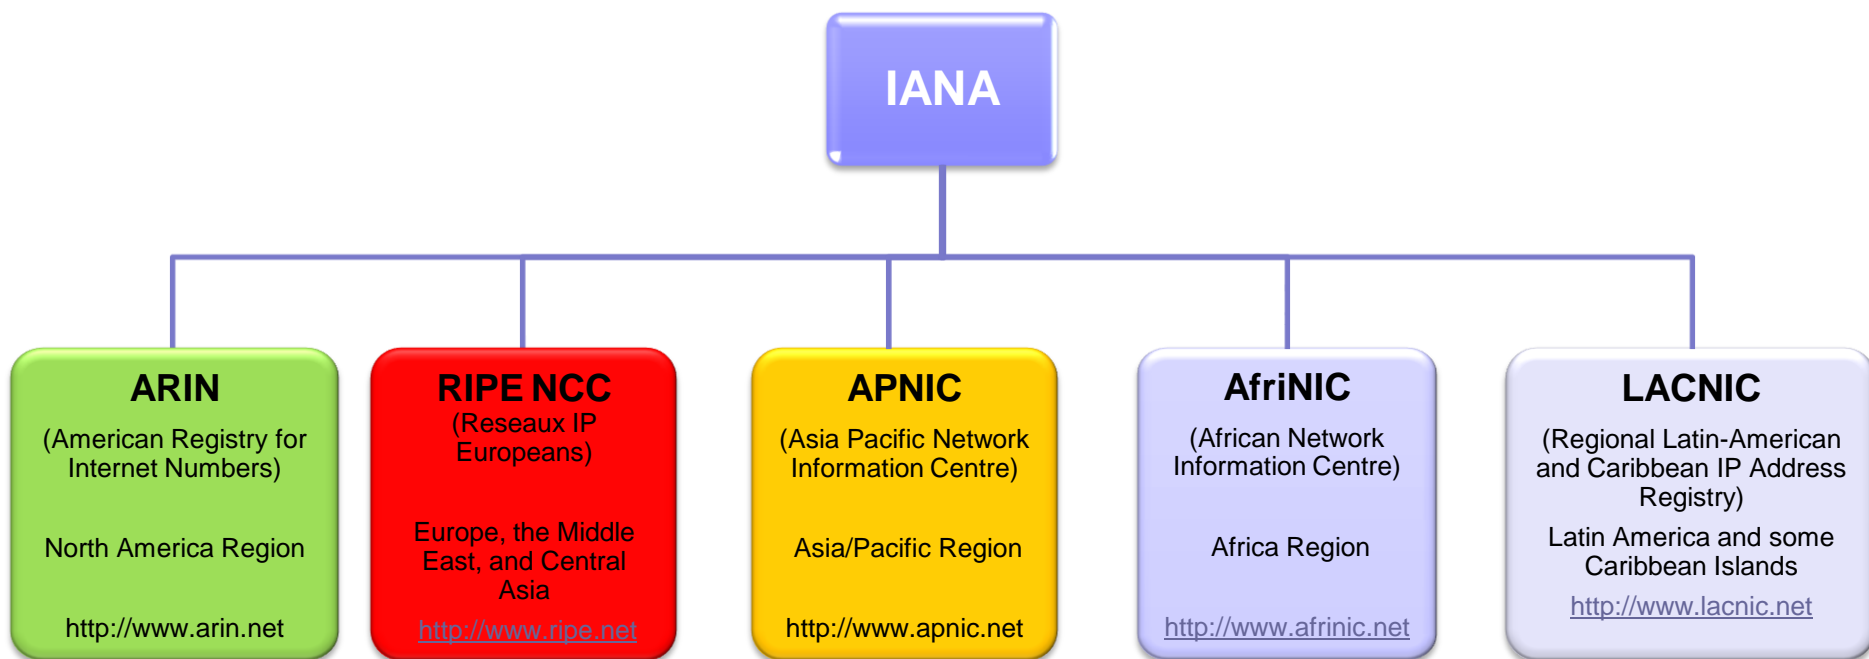 IANA
ARIN
(American Registry for
Internet Numbers)
North America Region
http://www.arin.net
RIPE NCC
(Reseaux IP
Europeans)
Europe, the Middle
East, and Central
Asia
http://www.ripe.net
APNIC
(Asia Pacific Network
Information Centre)
Asia/Pacific Region
http://www.apnic.net
AfriNIC
(African Network
Information Centre)
Africa Region
http://www.afrinic.net
LACNIC
(Regional Latin-American
and Caribbean IP Address
Registry)
Latin America and some
Caribbean Islands
http://www.lacnic.net